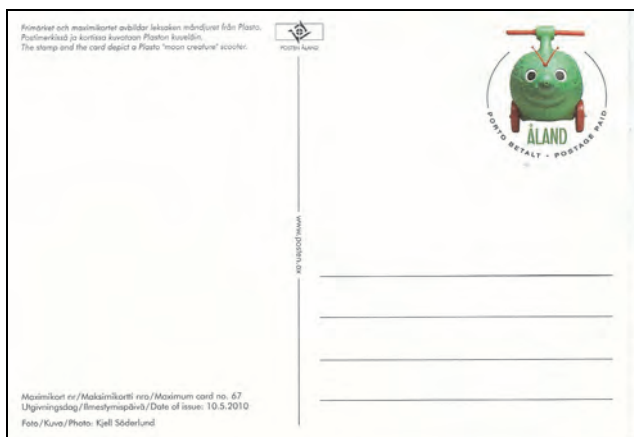 Frimärket och maximikortet avbildar leksaken måndjuret från Plasto.
Postimerkissä ja kortissa kuvataan Plaston kuueläin.
The stamp and the card depict a Plasto "moon creature" scooter.
POSTEN ÅLAND
ÅLAND
PORTO BETALT - POSTAGE PAID
www.posten.ax
Maximikort nr/Maksimikortti nro/Maximum card no. 67
Utgivningsdag/Ilmestymispäivä/Date of issue: 10.5.2010
Foto/Kuva/Photo: Kjell Söderlund